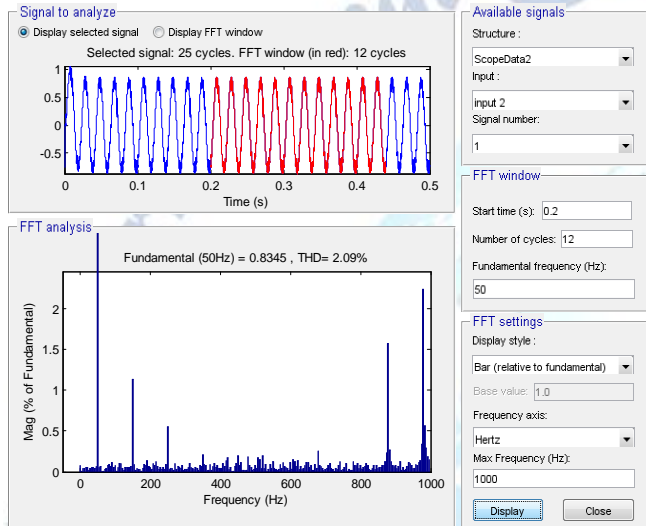 Signal to analyze
Display selected signal
Display FFT window
Selected signal: 25 cycles. FFT window (in red): 12 cycles
1
0.5
0
-0.5
0 0.1 0.2 0.3 0.4 0.5
Time (s)
FFT analysis
Fundamental (50Hz) = 0.8345 , THD= 2.09%
Mag (% of Fundamental)
2
1.5
1
0.5
0
0 200 400 600 800 1000
Frequency (Hz)
Available signals
Structure :
ScopeData2
Input :
input 2
Signal number:
1
FFT window
Start time (s): 0.2
Number of cycles: 12
Fundamental frequency (Hz):
50
FFT settings
Display style :
Bar (relative to fundamental)
Base value: 1.0
Frequency axis:
Hertz
Max Frequency (Hz):
1000
Display
Close